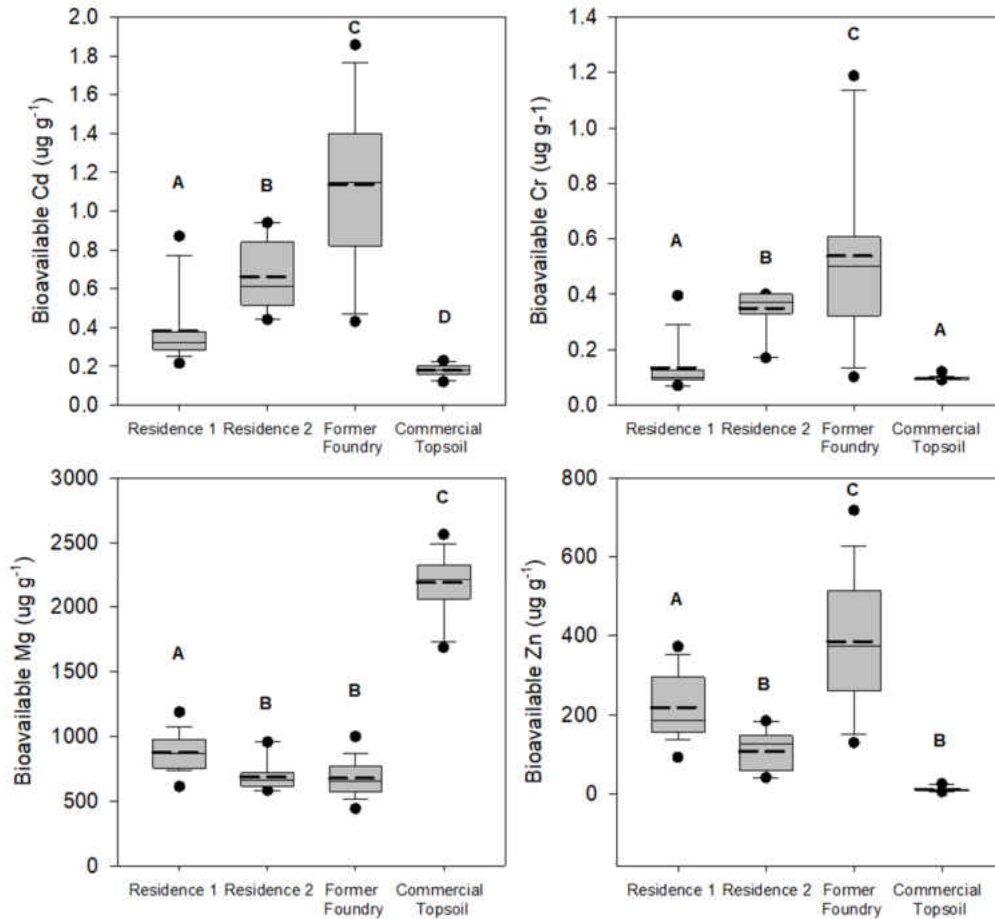 Bioavailable Cd (ug g⁻¹)
2.0
1.8
1.6
1.4
1.2
1.0
0.8
0.6
0.4
0.2
0.0
A
B
C
D
Residence 1
Residence 2
Former
Foundry
Commercial
Topsoil
Bioavailable Cr (ug g-1)
1.4
1.2
1.0
0.8
0.6
0.4
0.2
0.0
A
B
C
A
Residence 1
Residence 2
Former
Foundry
Commercial
Topsoil
Bioavailable Mg (ug g⁻¹)
3000
2500
2000
1500
1000
500
0
A
B
B
C
Residence 1
Residence 2
Former
Foundry
Commercial
Topsoil
Bioavailable Zn (ug g⁻¹)
800
600
400
200
0
A
B
C
B
Residence 1
Residence 2
Former
Foundry
Commercial
Topsoil